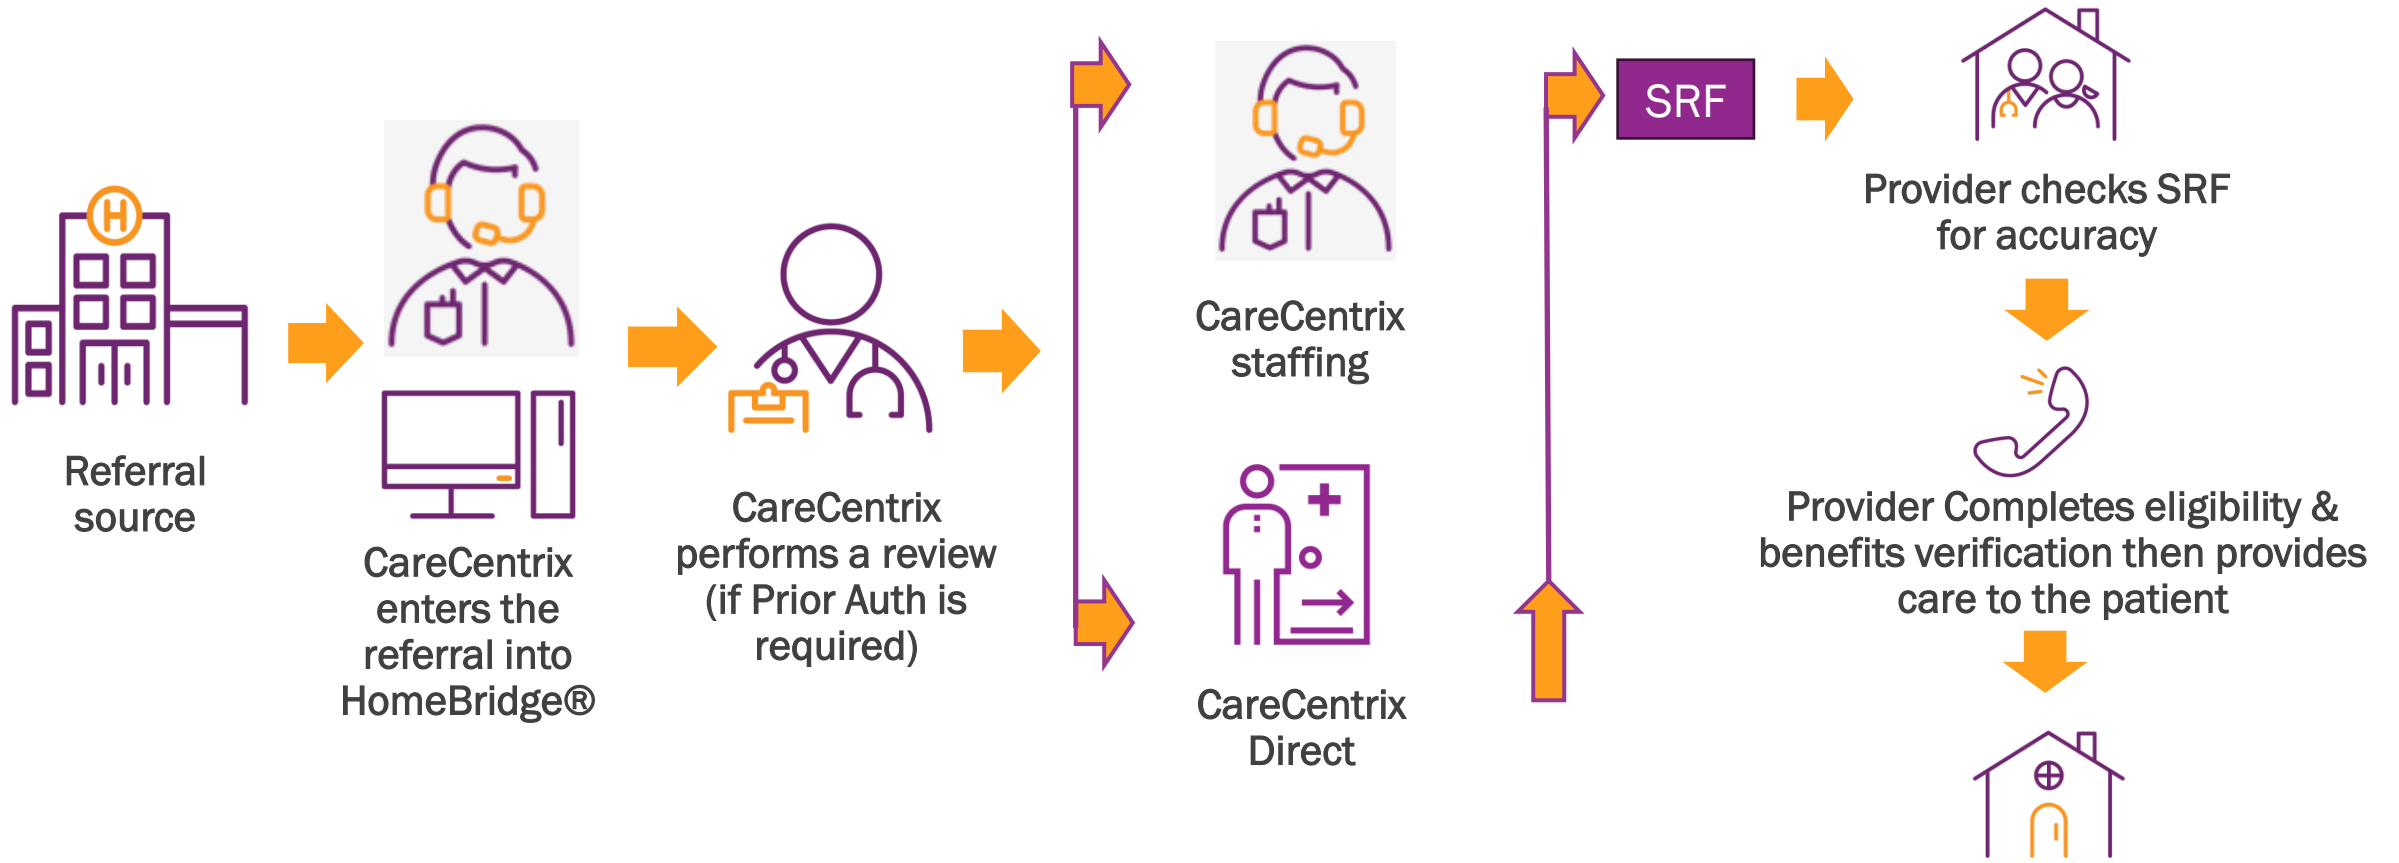 H
Referral
source
CareCentrix
enters the
referral into
HomeBridge®
CareCentrix
performs a review
(if Prior Auth is
required)
CareCentrix
staffing
CareCentrix
Direct
SRF
Provider checks SRF
for accuracy
Provider Completes eligibility &
benefits verification then provides
care to the patient